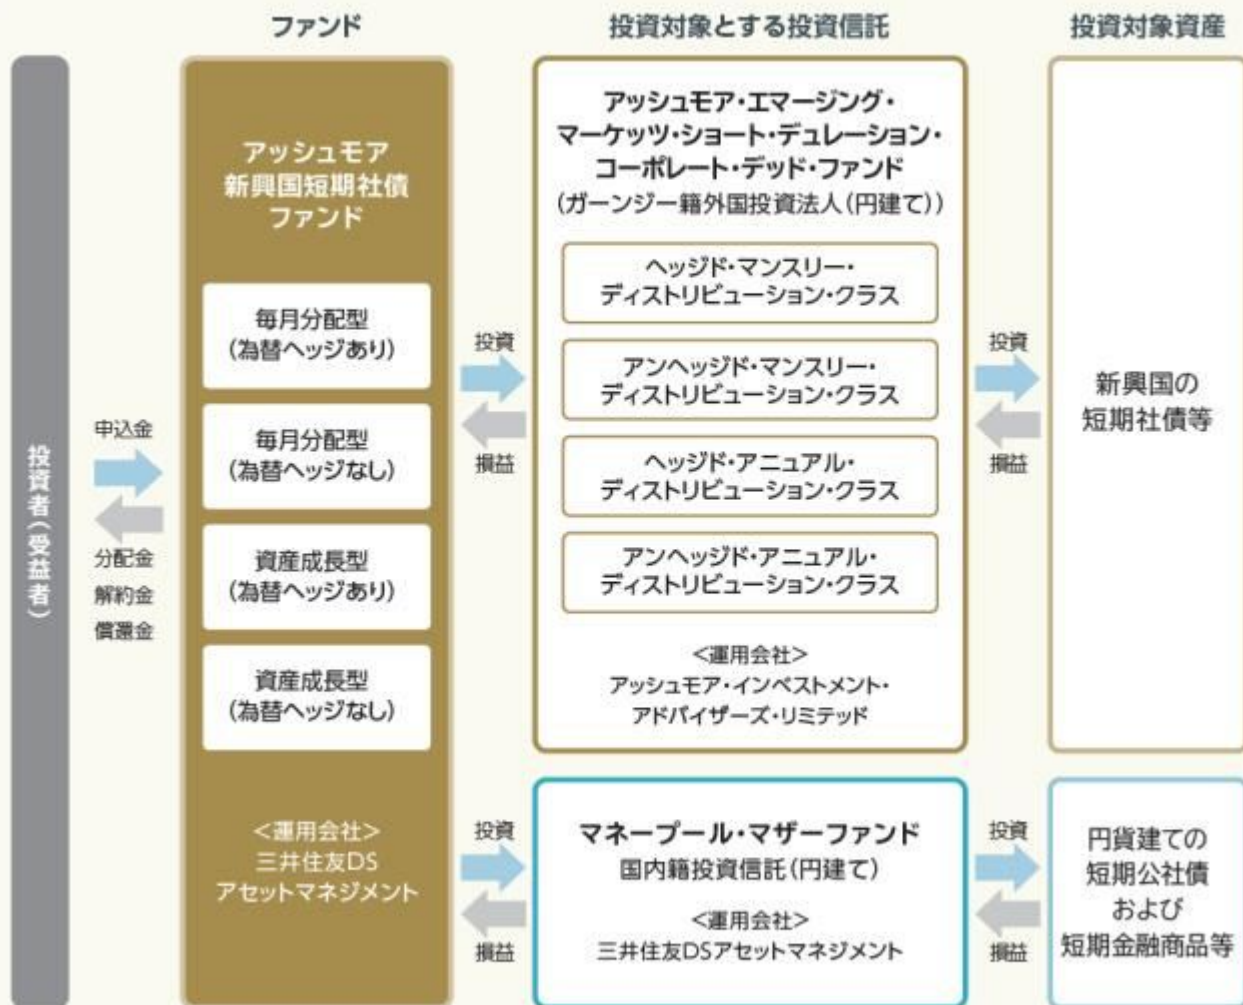 ファンド
投資対象とする投資信託
投資対象資産
投資者(受益者)
申込金
分配金
解約金
償還金
アッシュモア
新興国短期社債
ファンド
毎月分配型
(為替ヘッジあり)
毎月分配型
(為替ヘッジなし)
資産成長型
(為替ヘッジあり)
資産成長型
(為替ヘッジなし)
<運用会社>
三井住友DS
アセットマネジメント
投資
損益
アッシュモア・エマージング・
マーケッツ・ショート・デュレーション・
コーポレート・デッド・ファンド
(ガーンジー籍外国投資法人(円建て))
ヘッジド・マンスリー・
ディストリビューション・クラス
アンヘッジド・マンスリー・
ディストリビューション・クラス
ヘッジド・アニュアル・
ディストリビューション・クラス
アンヘッジド・アニュアル・
ディストリビューション・クラス
<運用会社>
アッシュモア・インベストメント・
アドバイザーズ・リミテッド
投資
損益
新興国の
短期社債等
投資
損益
マネープール・マザーファンド
国内籍投資信託(円建て)
<運用会社>
三井住友DSアセットマネジメント
投資
損益
円貨建ての
短期公社債
および
短期金融商品等